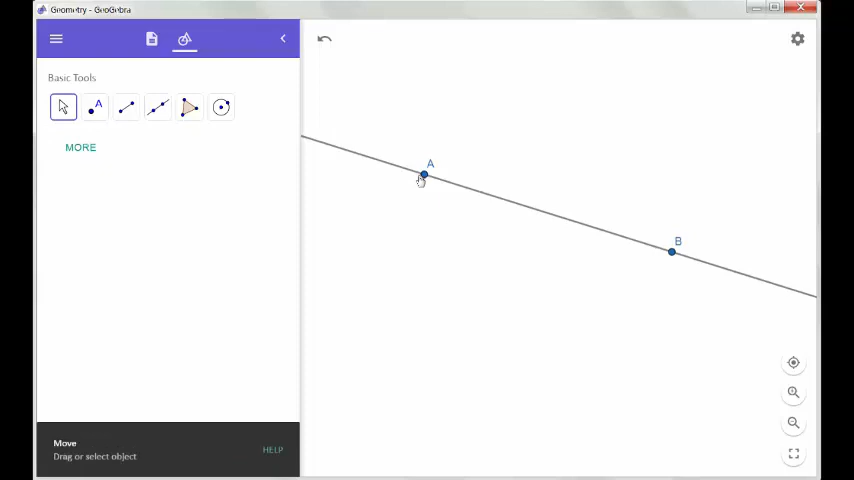 Geometry - GeoGebra
Basic Tools
A
MORE
A
B
Move
Drag or select object
HELP